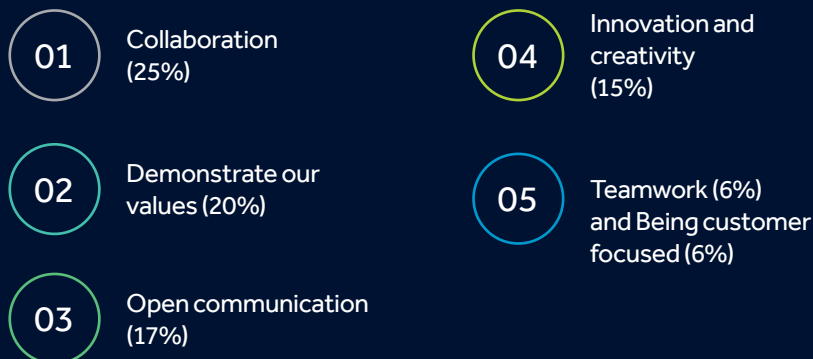 01
Collaboration
(25%)
02
Demonstrate our
values (20%)
03
Open communication
(17%)
04
Innovation and
creativity
(15%)
05
Teamwork (6%)
and Being customer
focused (6%)